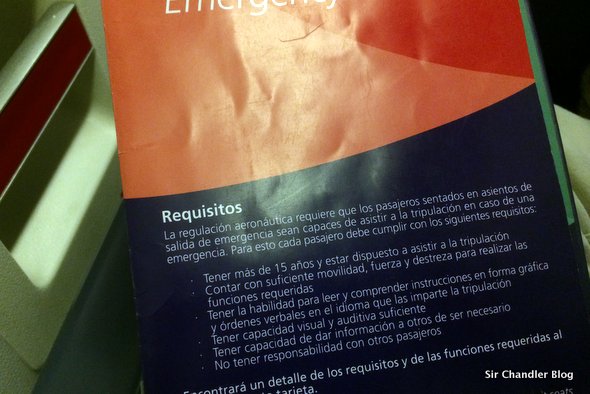 Emergency
Requisitos
La regulación aeronáutica requiere que los pasajeros sentados en asientos de
salida de emergencia sean capaces de asistir a la tripulación en caso de una
emergencia. Para esto cada pasajero debe cumplir con los siguientes requisitos:
· Tener más de 15 años y estar dispuesto a asistir a la tripulación
· Contar con suficiente movilidad, fuerza y destreza para realizar las
funciones requeridas
· Tener la habilidad para leer y comprender instrucciones en forma gráfica
y órdenes verbales en el idioma que las imparte la tripulación
· Tener capacidad visual y auditiva suficiente
· Tener capacidad de dar información a otros de ser necesario
· No tener responsabilidad con otros pasajeros
Encontrará un detalle de los requisitos y de las funciones requeridas al
tarjeta.
seats
Sir Chandler Blog